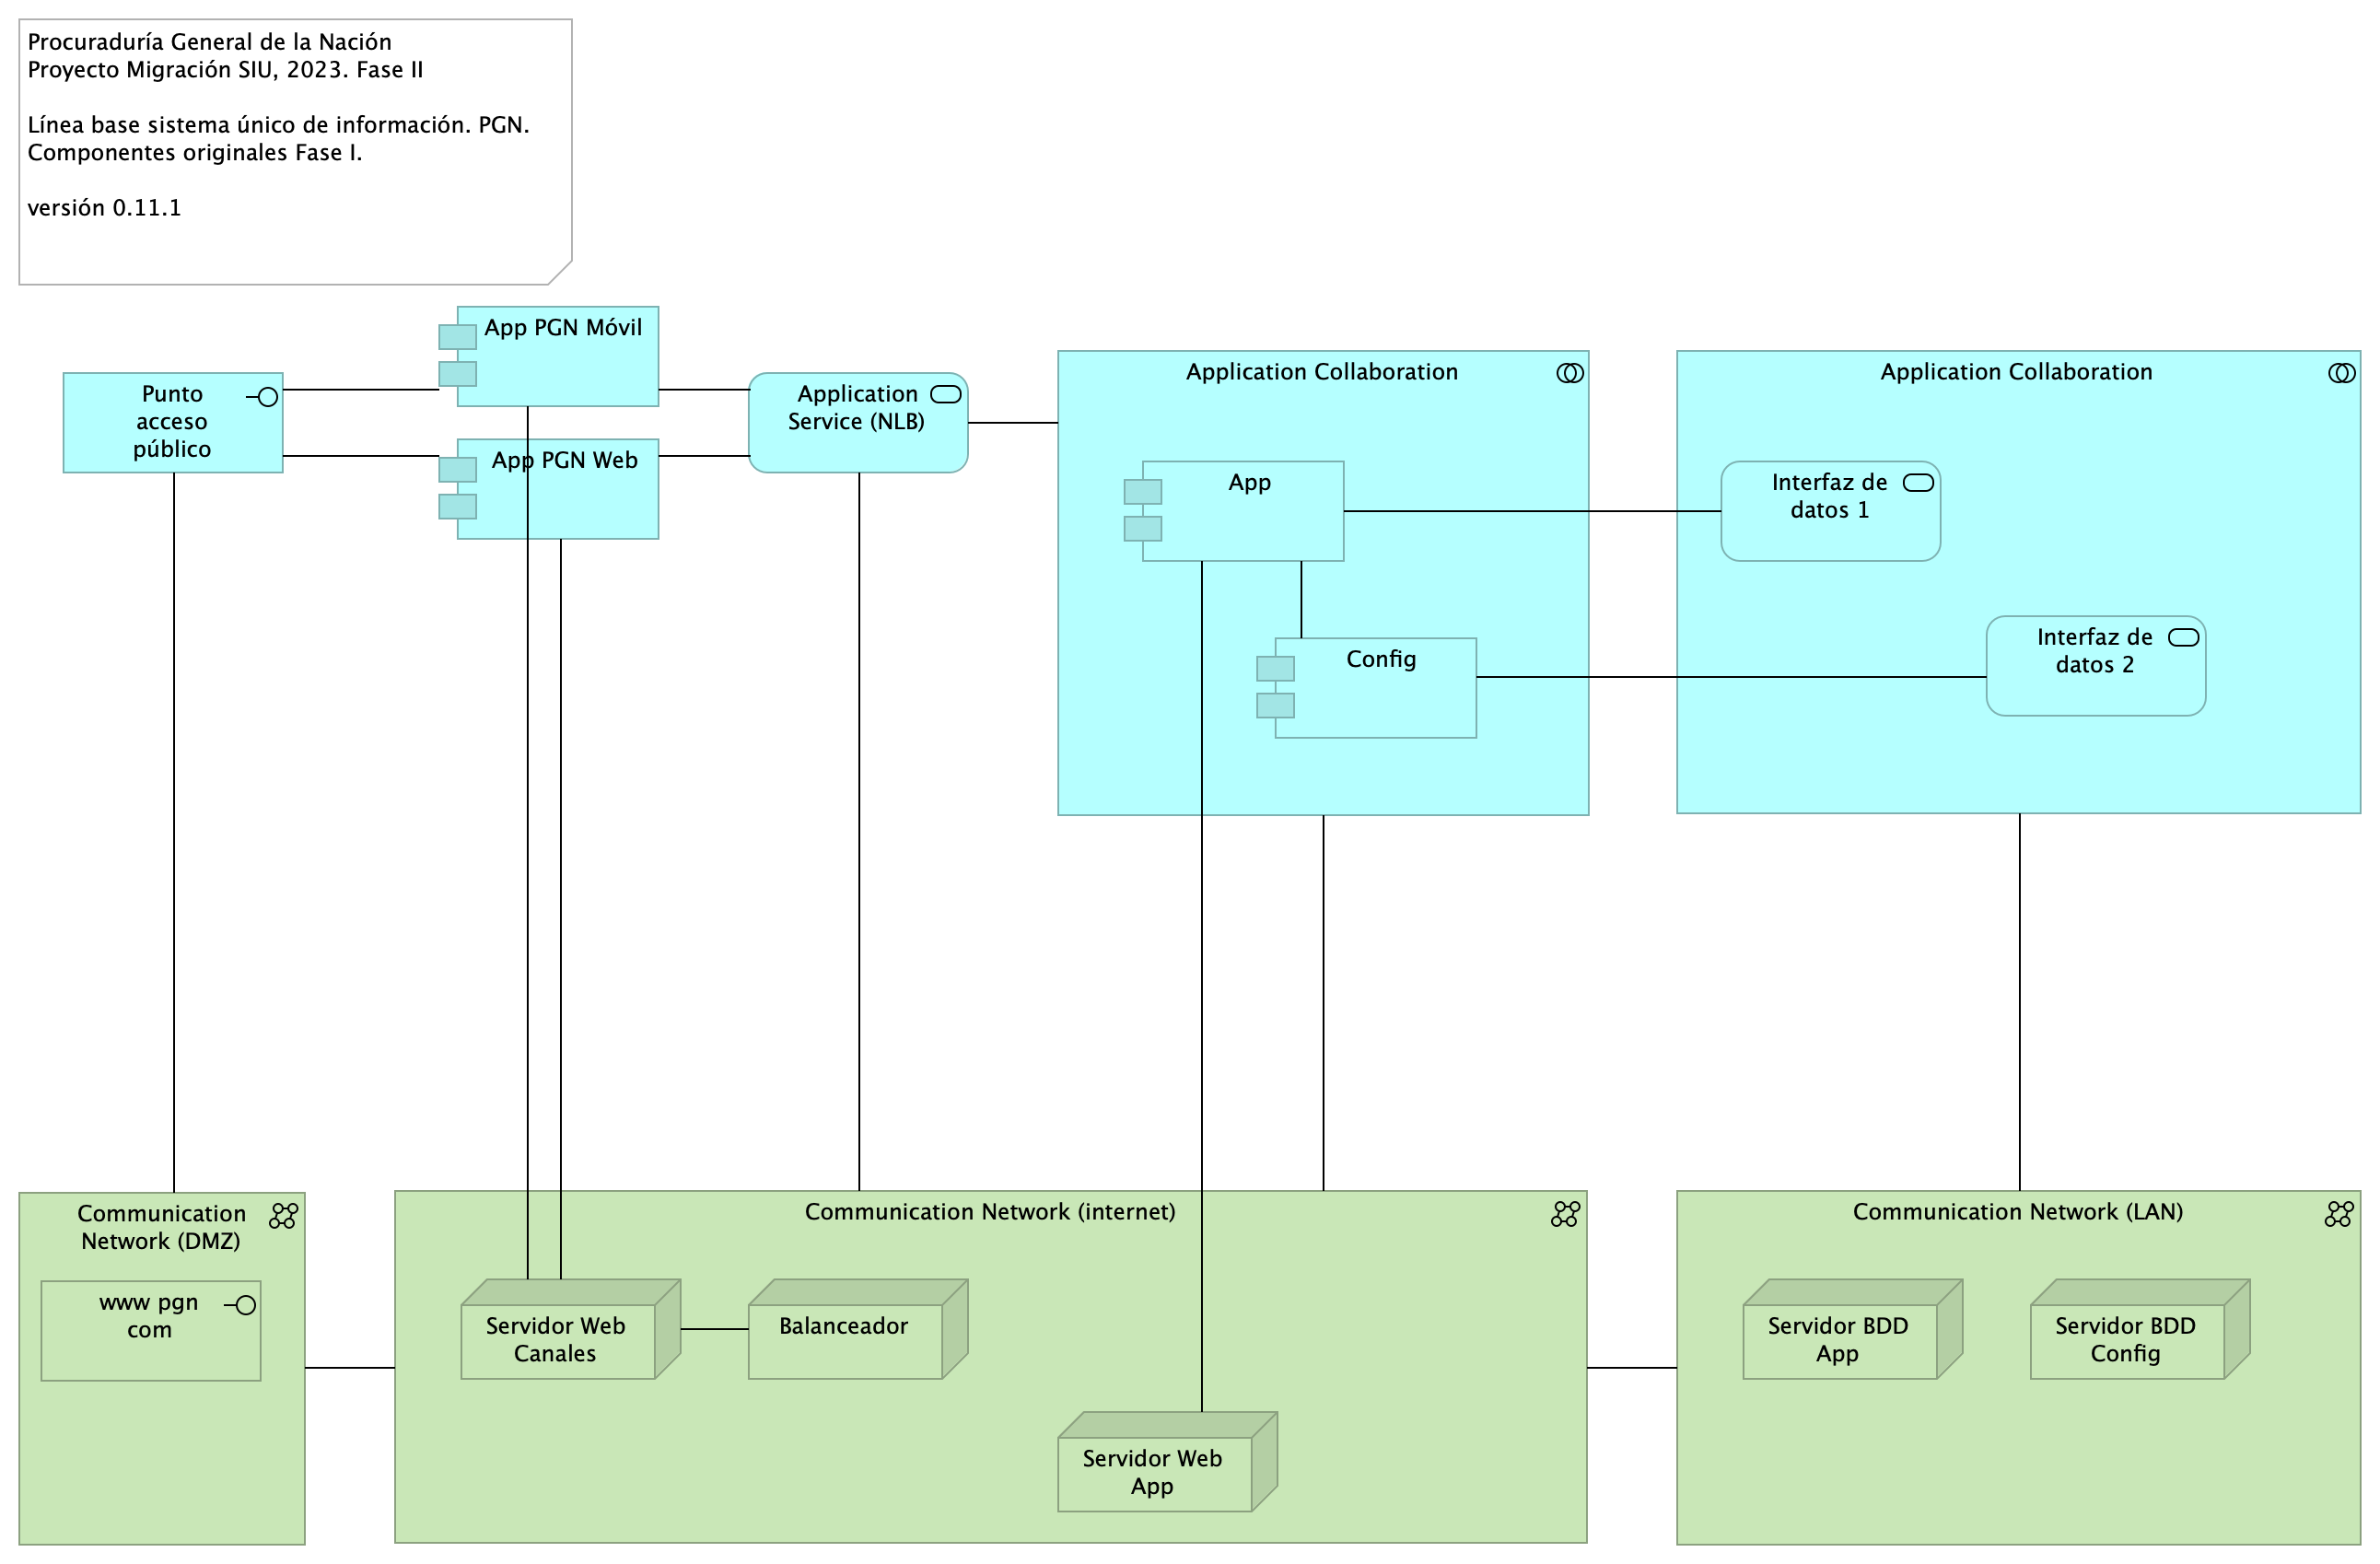 Procuraduría General de la Nación
Proyecto Migración SIU, 2023. Fase II
Línea base sistema único de información. PGN.
Componentes originales Fase I.
versión 0.11.1
App PGN Móvil
Punto
acceso
público
App PGN Web
Application
Service (NLB)
Application Collaboration
App
Config
Application Collaboration
Interfaz de
datos 1
Interfaz de
datos 2
Communication
Network (DMZ)
www pgn
com
Communication Network (internet)
Servidor Web
Canales
Balanceador
Servidor Web
App
Communication Network (LAN)
Servidor BDD
App
Servidor BDD
Config